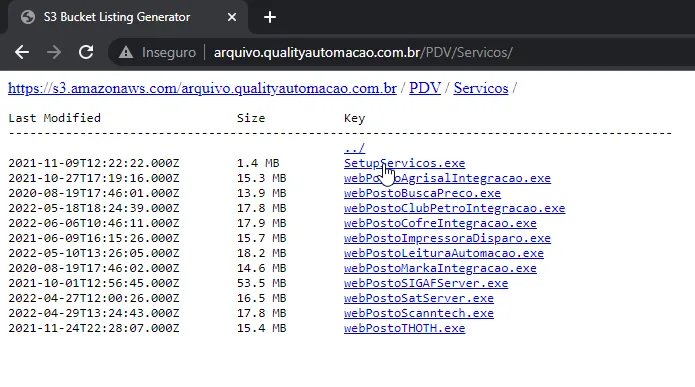 S3 Bucket Listing Generator
Inseguro arquivo.qualityautomacao.com.br/PDV/Servicos/
https://s3.amazonaws.com/arquivo.qualityautomacao.com.br / PDV / Servicos /
Last Modified Size Key
../
2021-11-09T12:22:22.000Z 1.4 MB SetupServicos.exe
2021-10-27T17:19:16.000Z 15.3 MB webPostoAgrisalIntegracao.exe
2020-08-19T17:46:01.000Z 13.9 MB webPostoBuscaPreco.exe
2022-05-18T18:24:39.000Z 17.8 MB webPostoClubPetroIntegracao.exe
2022-06-06T10:46:11.000Z 17.9 MB webPostoCofreIntegracao.exe
2021-06-09T16:15:26.000Z 15.7 MB webPostoImpressoraDisparo.exe
2022-05-10T13:26:05.000Z 18.2 MB webPostoLeituraAutomacao.exe
2020-08-19T17:46:02.000Z 14.6 MB webPostoMarkaIntegracao.exe
2021-10-01T12:56:45.000Z 53.5 MB webPostoSIGAFServer.exe
2022-04-27T12:00:26.000Z 16.5 MB webPostoSatServer.exe
2022-04-29T13:24:43.000Z 17.8 MB webPostoScanntech.exe
2021-11-24T22:28:07.000Z 15.4 MB webPostoTHOTH.exe